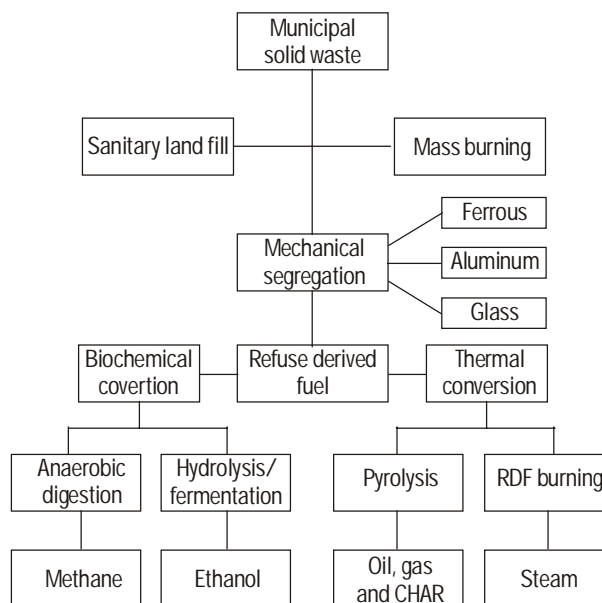 Municipal
solid waste
Sanitary land fill
Mass burning
Ferrous
Mechanical
segregation
Aluminum
Glass
Biochemical
covertion
Refuse derived
fuel
Thermal
conversion
Anaerobic
digestion
Hydrolysis/
fermentation
Pyrolysis
RDF burning
Methane
Ethanol
Oil, gas
and CHAR
Steam